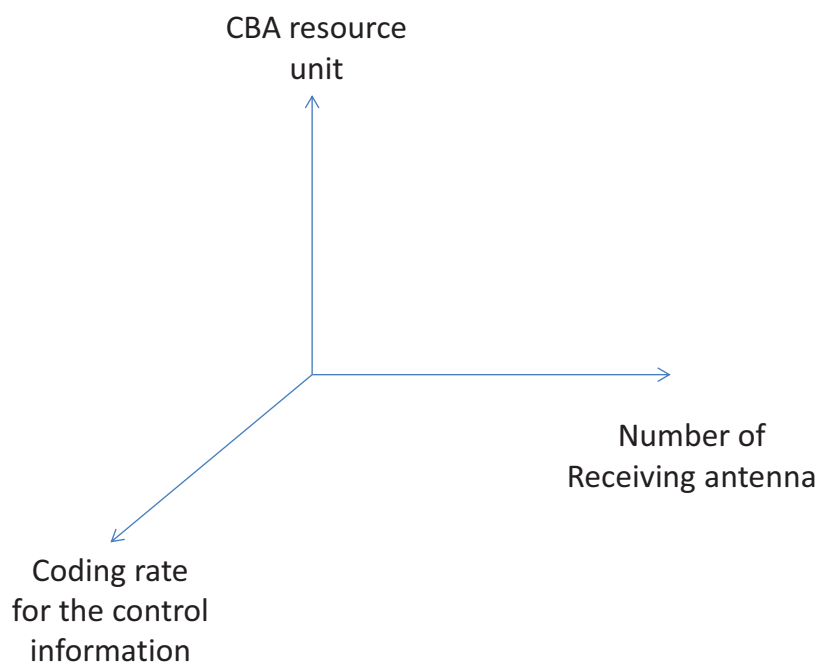 CBA resource
unit
Number of
Receiving antenna
Coding rate
for the control
information